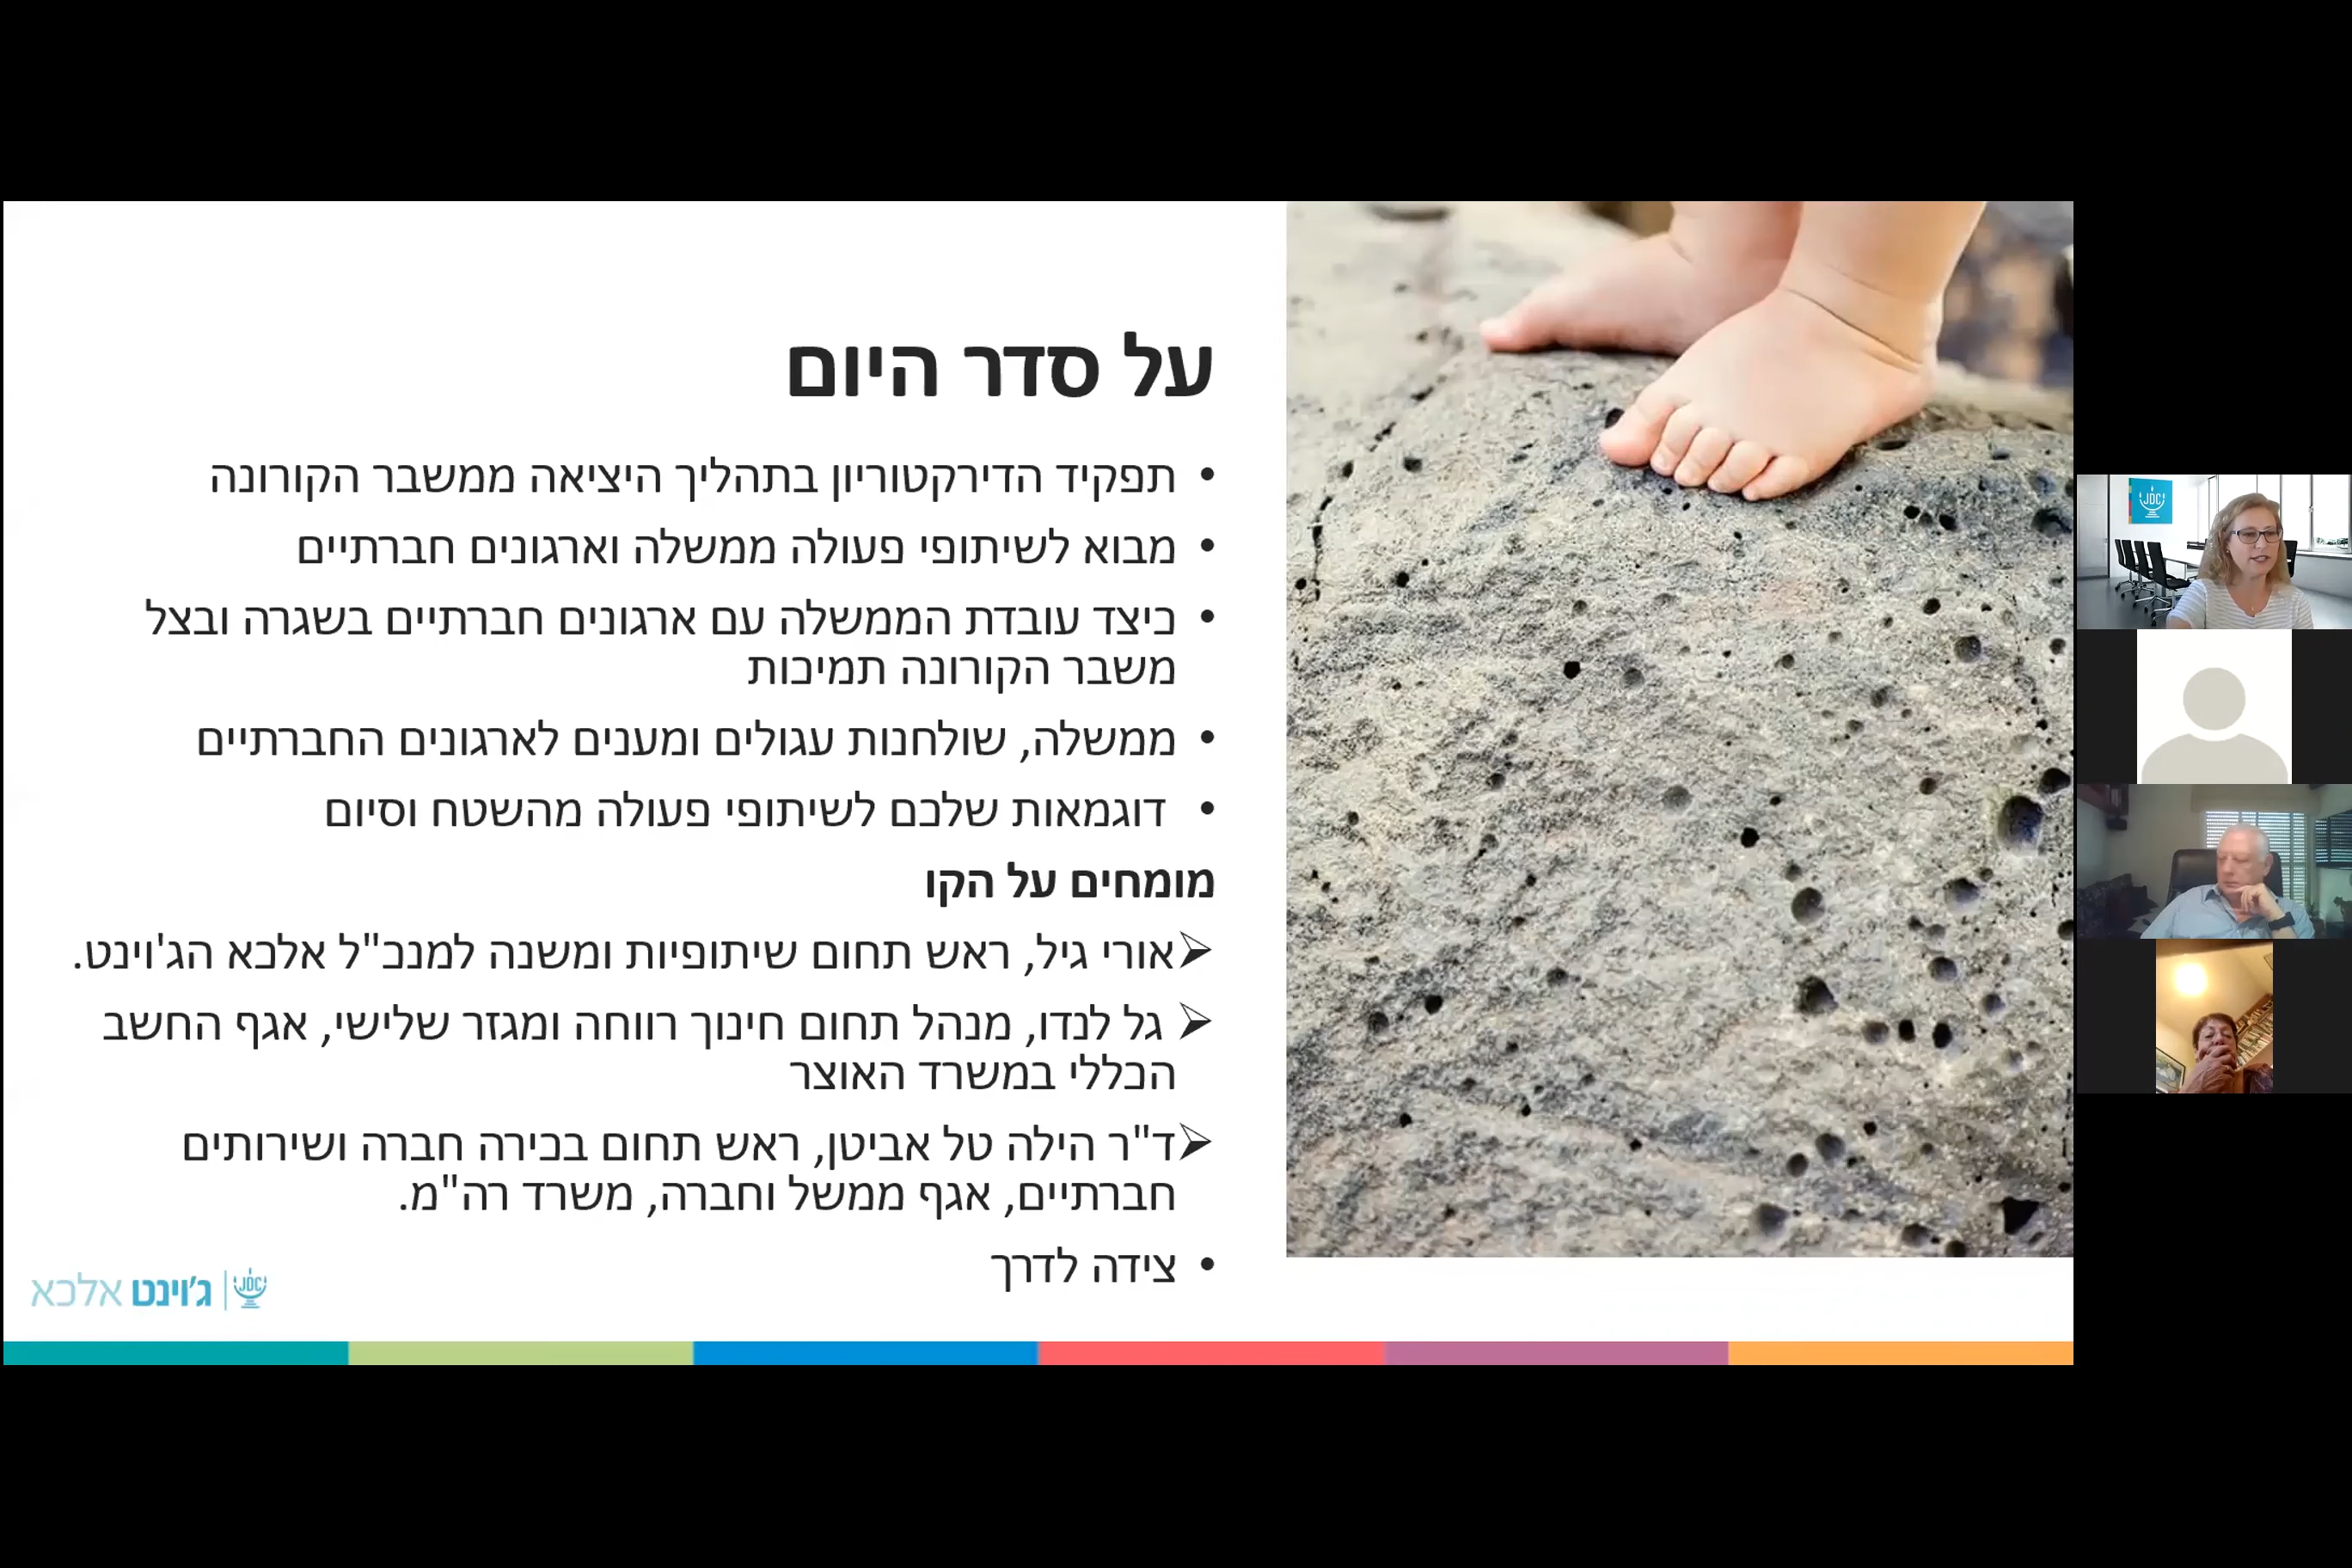 על סדר היום
• תפקיד הדירקטוריון בתהליך היציאה ממשבר הקורונה
• מבוא לשיתופי פעולה ממשלה וארגונים חברתיים
• כיצד עובדת הממשלה עם ארגונים חברתיים בשגרה ובצל
משבר הקורונה תמיכות
• ממשלה, שולחנות עגולים ומענים לארגונים החברתיים
• דוגמאות שלכם לשיתופי פעולה מהשטח וסיום
מומחים על הקו
➢ אורי גיל, ראש תחום שיתופיות ומשנה למנכ"ל אלכא הג'וינט.
➢ גל לנדו, מנהל תחום חינוך רווחה ומגזר שלישי, אגף החשב
הכללי במשרד האוצר
➢ ד"ר הילה טל אביטן, ראש תחום בכירה חברה ושירותים
חברתיים, אגף ממשל וחברה, משרד רה"מ.
• צידה לדרך
JDC | ג'וינט אלכא
JDC